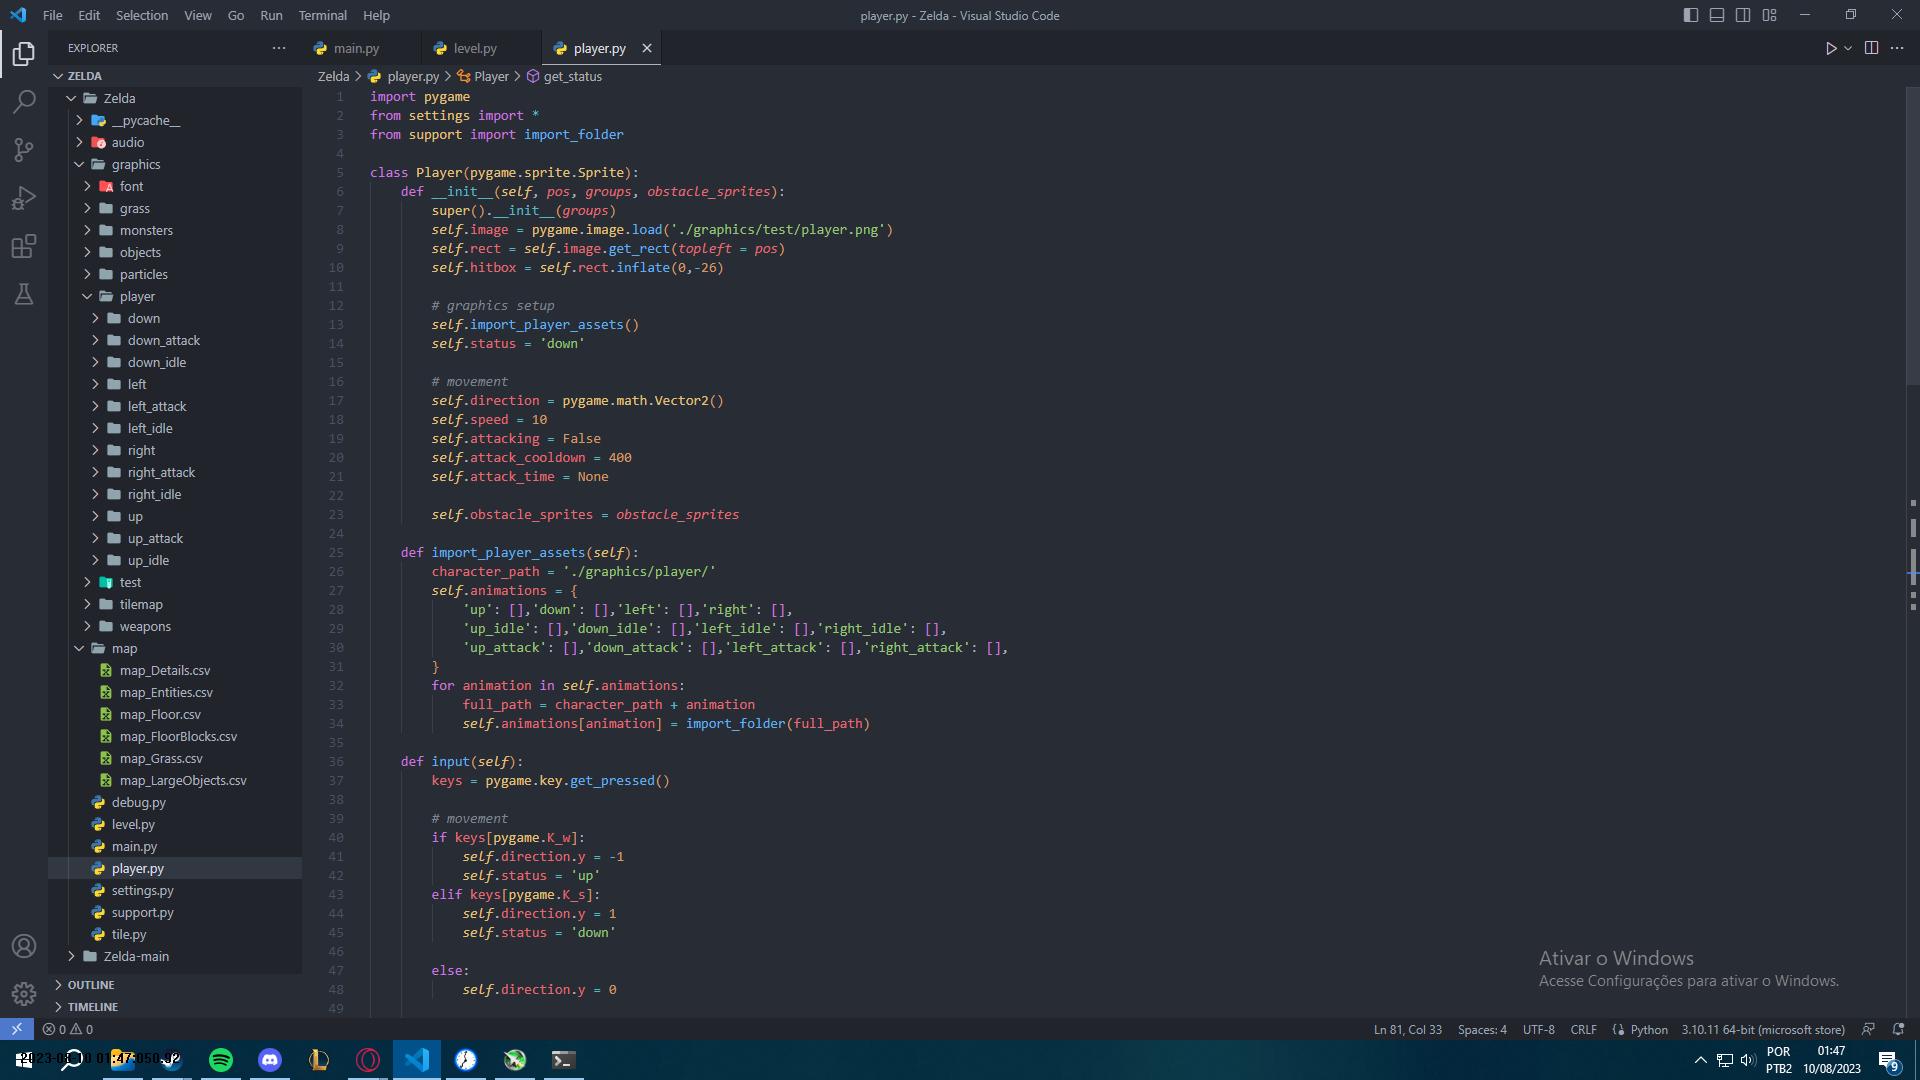 File Edit Selection View Go Run Terminal Help
player.py - Zelda - Visual Studio Code
EXPLORER
main.py
level.py
player.py
ZELDA
Zelda
__pycache__
audio
graphics
font
grass
monsters
objects
particles
player
down
down_attack
down_idle
left
left_attack
left_idle
right
right_attack
right_idle
up
up_attack
up_idle
test
tilemap
weapons
map
map_Details.csv
map_Entities.csv
map_Floor.csv
map_FloorBlocks.csv
map_Grass.csv
map_LargeObjects.csv
debug.py
level.py
main.py
player.py
settings.py
support.py
tile.py
Zelda-main
OUTLINE
TIMELINE
Zelda > player.py > Player > get_status
1 import pygame
2 from settings import *
3 from support import import_folder
4
5 class Player(pygame.sprite.Sprite):
6 def __init__(self, pos, groups, obstacle_sprites):
7 super().__init__(groups)
8 self.image = pygame.image.load('./graphics/test/player.png')
9 self.rect = self.image.get_rect(topleft = pos)
10 self.hitbox = self.rect.inflate(0,-26)
11
12 # graphics setup
13 self.import_player_assets()
14 self.status = 'down'
15
16 # movement
17 self.direction = pygame.math.Vector2()
18 self.speed = 10
19 self.attacking = False
20 self.attack_cooldown = 400
21 self.attack_time = None
22
23 self.obstacle_sprites = obstacle_sprites
24
25 def import_player_assets(self):
26 character_path = './graphics/player/'
27 self.animations = {
28 'up': [],'down': [],'left': [],'right': [],
29 'up_idle': [],'down_idle': [],'left_idle': [],'right_idle': [],
30 'up_attack': [],'down_attack': [],'left_attack': [],'right_attack': [],
31 }
32 for animation in self.animations:
33 full_path = character_path + animation
34 self.animations[animation] = import_folder(full_path)
35
36 def input(self):
37 keys = pygame.key.get_pressed()
38
39 # movement
40 if keys[pygame.K_w]:
41 self.direction.y = -1
42 self.status = 'up'
43 elif keys[pygame.K_s]:
44 self.direction.y = 1
45 self.status = 'down'
46
47 else:
48 self.direction.y = 0
49
Ativar o Windows
Acesse Configurações para ativar o Windows.
0 0
Ln 81, Col 33 Spaces: 4 UTF-8 CRLF Python 3.10.11 64-bit (microsoft store)
POR
PTB2
01:47
10/08/2023
9